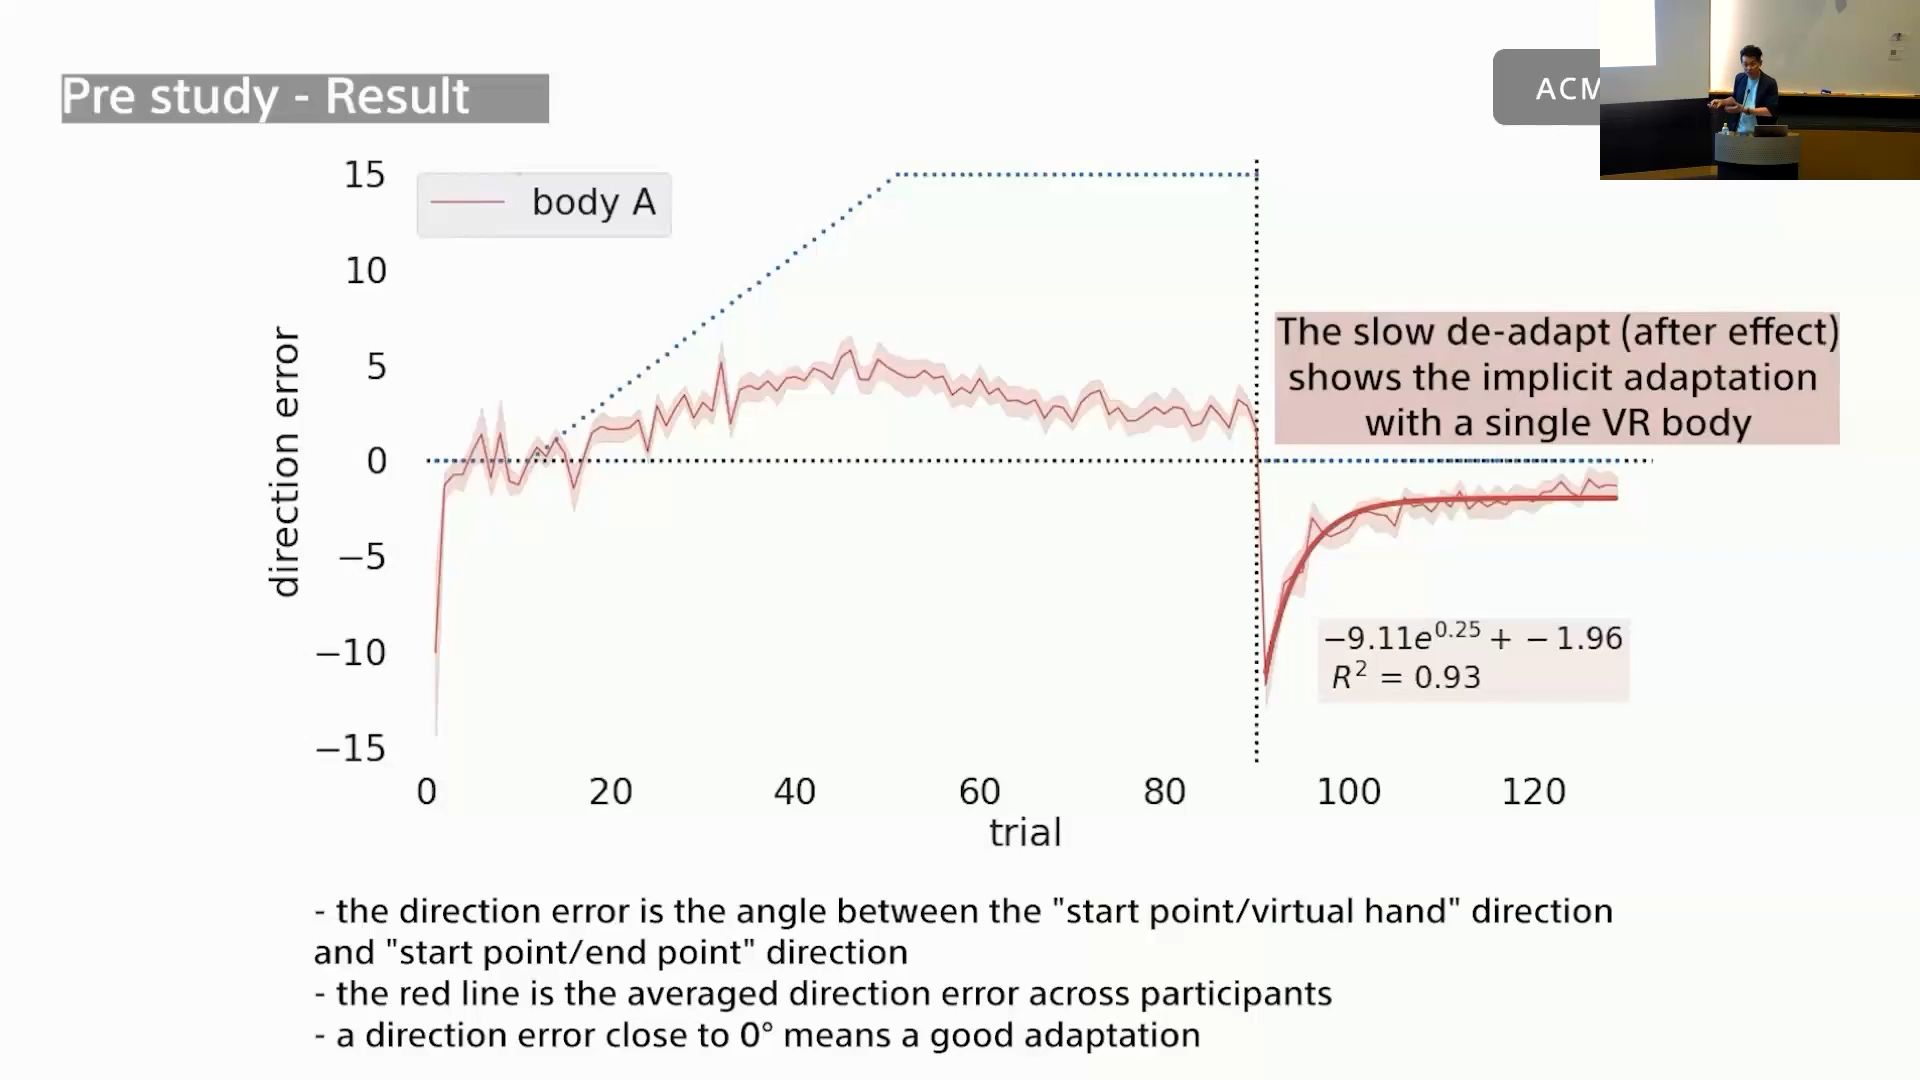 Pre study - Result
ACM
15
10
5
0
−5
−10
−15
direction error
body A
The slow de-adapt (after effect)
shows the implicit adaptation
with a single VR body
−9.11e^0.25 + − 1.96
R² = 0.93
0 20 40 60 80 100 120
trial
- the direction error is the angle between the "start point/virtual hand" direction
and "start point/end point" direction
- the red line is the averaged direction error across participants
- a direction error close to 0° means a good adaptation